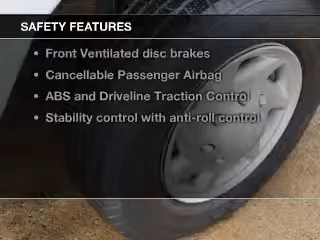 SAFETY FEATURES
• Front Ventilated disc brakes
• Cancellable Passenger Airbag
• ABS and Driveline Traction Control
• Stability control with anti-roll control